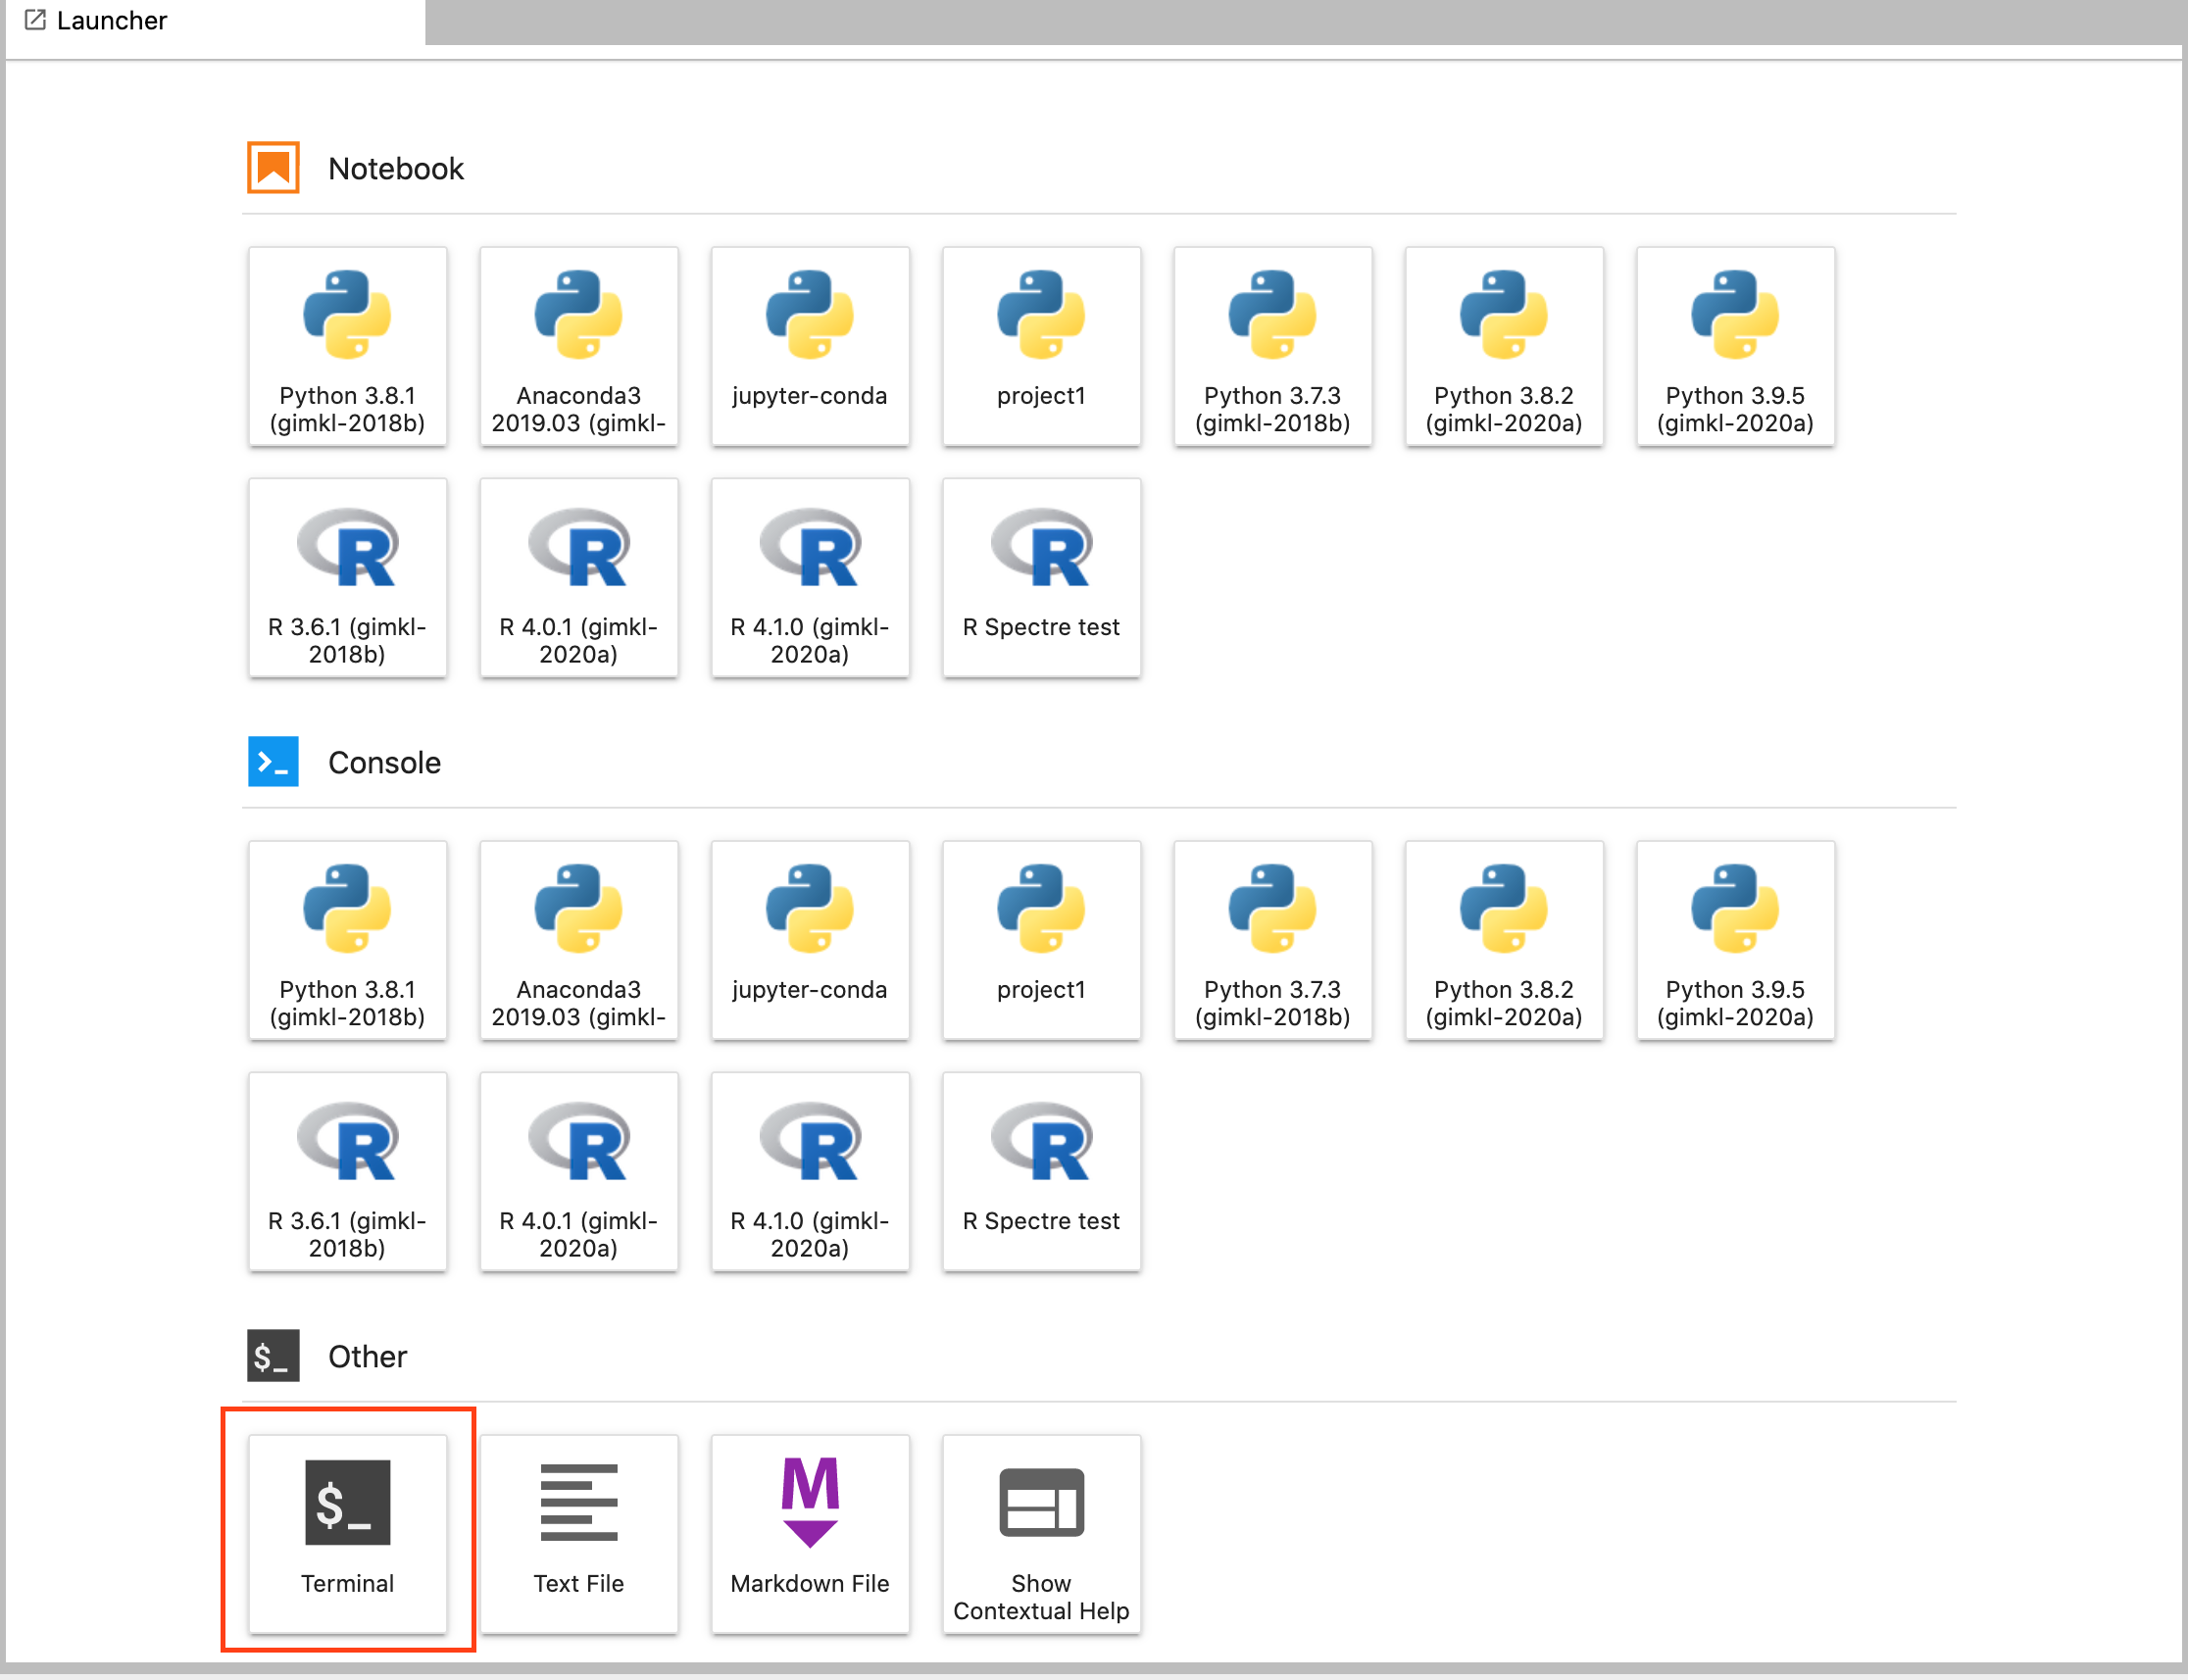 Launcher
Notebook
Python 3.8.1
(gimkl-2018b)
Anaconda3
2019.03 (gimkl-
jupyter-conda
project1
Python 3.7.3
(gimkl-2018b)
Python 3.8.2
(gimkl-2020a)
Python 3.9.5
(gimkl-2020a)
R
R 3.6.1 (gimkl-
2018b)
R
R 4.0.1 (gimkl-
2020a)
R
R 4.1.0 (gimkl-
2020a)
R
R Spectre test
>_
Console
Python 3.8.1
(gimkl-2018b)
Anaconda3
2019.03 (gimkl-
jupyter-conda
project1
Python 3.7.3
(gimkl-2018b)
Python 3.8.2
(gimkl-2020a)
Python 3.9.5
(gimkl-2020a)
R
R 3.6.1 (gimkl-
2018b)
R
R 4.0.1 (gimkl-
2020a)
R
R 4.1.0 (gimkl-
2020a)
R
R Spectre test
$_
Other
$_
Terminal
Text File
M
Markdown File
Show
Contextual Help